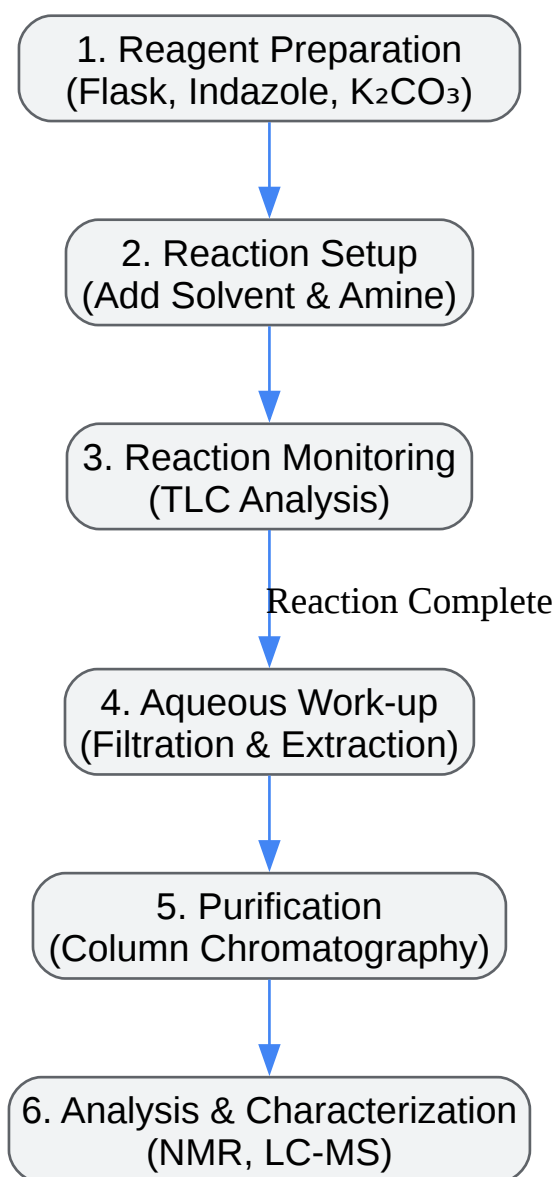 1. Reagent Preparation
(Flask, Indazole, K₂CO₃)
2. Reaction Setup
(Add Solvent & Amine)
3. Reaction Monitoring
(TLC Analysis)
Reaction Complete
4. Aqueous Work-up
(Filtration & Extraction)
5. Purification
(Column Chromatography)
6. Analysis & Characterization
(NMR, LC-MS)